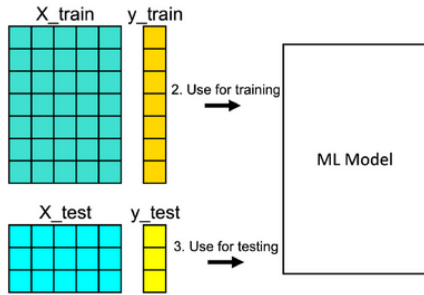 X_train y_train
2. Use for training
ML Model
X_test y_test
3. Use for testing